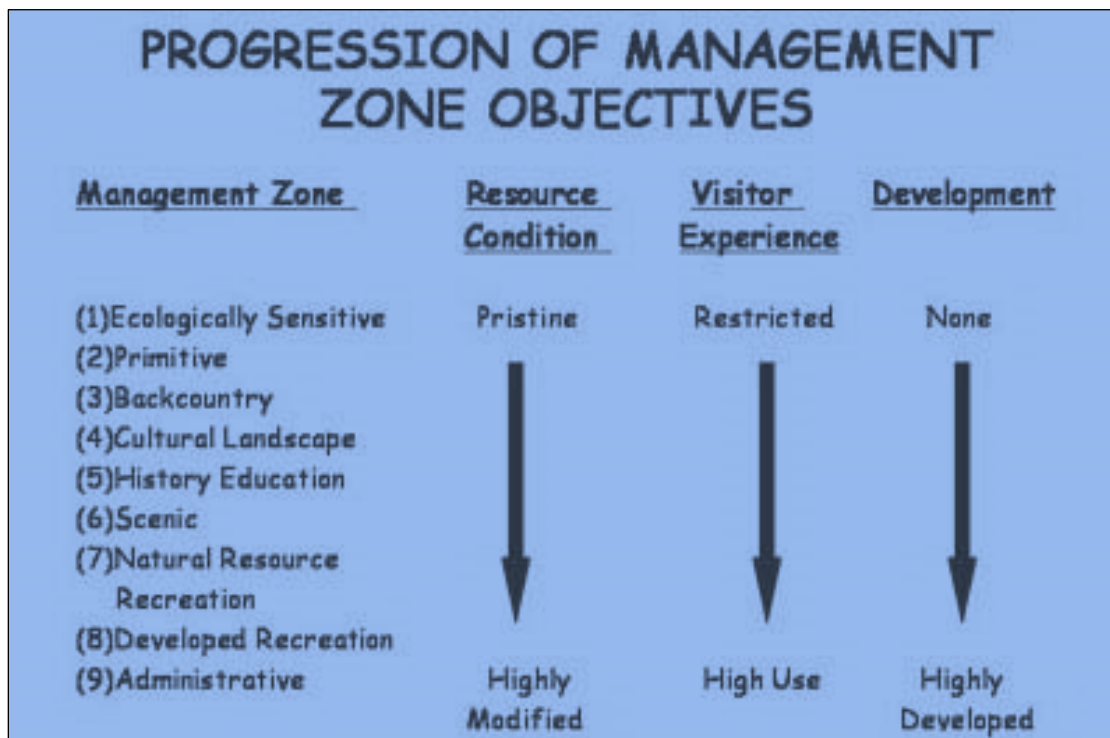 PROGRESSION OF MANAGEMENT
ZONE OBJECTIVES
Management Zone Resource Visitor Development
Condition Experience
(1)Ecologically Sensitive Pristine Restricted None
(2)Primitive
(3)Backcountry
(4)Cultural Landscape
(5)History Education
(6)Scenic
(7)Natural Resource
Recreation
(8)Developed Recreation
(9)Administrative Highly High Use Highly
Modified Developed